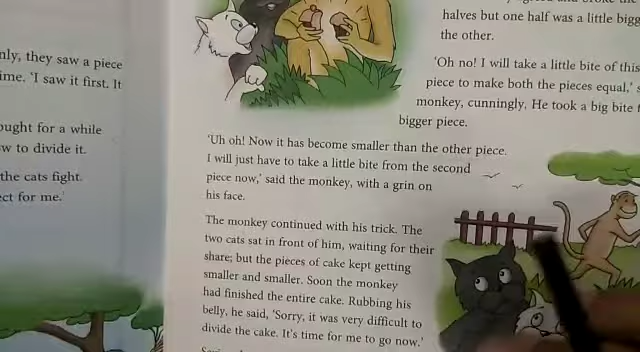 nly, they saw a piece
ime. 'I saw it first. It
ought for a while
w to divide it.
the cats fight.
ect for me.'
halves but one half was a little bigg
the other.
'Oh no! I will take a little bite of this
piece to make both the pieces equal,' s
monkey, cunningly. He took a big bite f
bigger piece.
'Uh oh! Now it has become smaller than the other piece.
I will just have to take a little bite from the second
piece now,' said the monkey, with a grin on
his face.
The monkey continued with his trick. The
two cats sat in front of him, waiting for their
share; but the pieces of cake kept getting
smaller and smaller. Soon the monkey
had finished the entire cake. Rubbing his
belly, he said, 'Sorry, it was very difficult to
divide the cake. It's time for me to go now.'